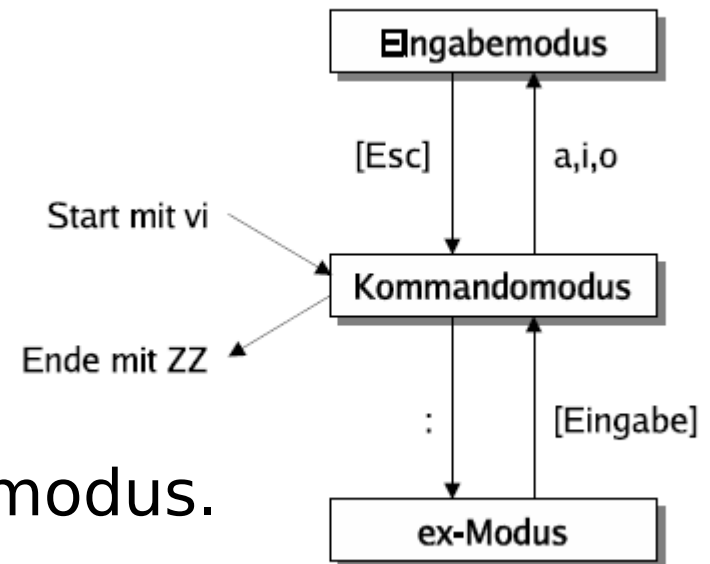 Eingabemodus
[Esc]
a,i,o
Start mit vi
Kommandomodus
Ende mit ZZ
:
[Eingabe]
modus.
ex-Modus